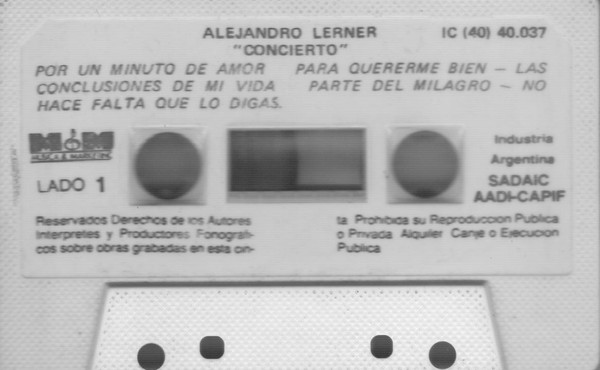 ALEJANDRO LERNER IC (40) 40.037
"CONCIERTO"
POR UN MINUTO DE AMOR PARA QUERERME BIEN – LAS
CONCLUSIONES DE MI VIDA PARTE DEL MILAGRO – NO
HACE FALTA QUE LO DIGAS.
M&M
MUSICA & MARKETING
LADO 1
Industria
Argentina
SADAIC
AADI-CAPIF
Reservados Derechos de los Autores
Interpretes y Productores Fonografi-
cos sobre obras grabadas en esta cin-
ta Prohibida su Reproduccion Publica
o Privada Alquiler Canje o Ejecucion
Publica